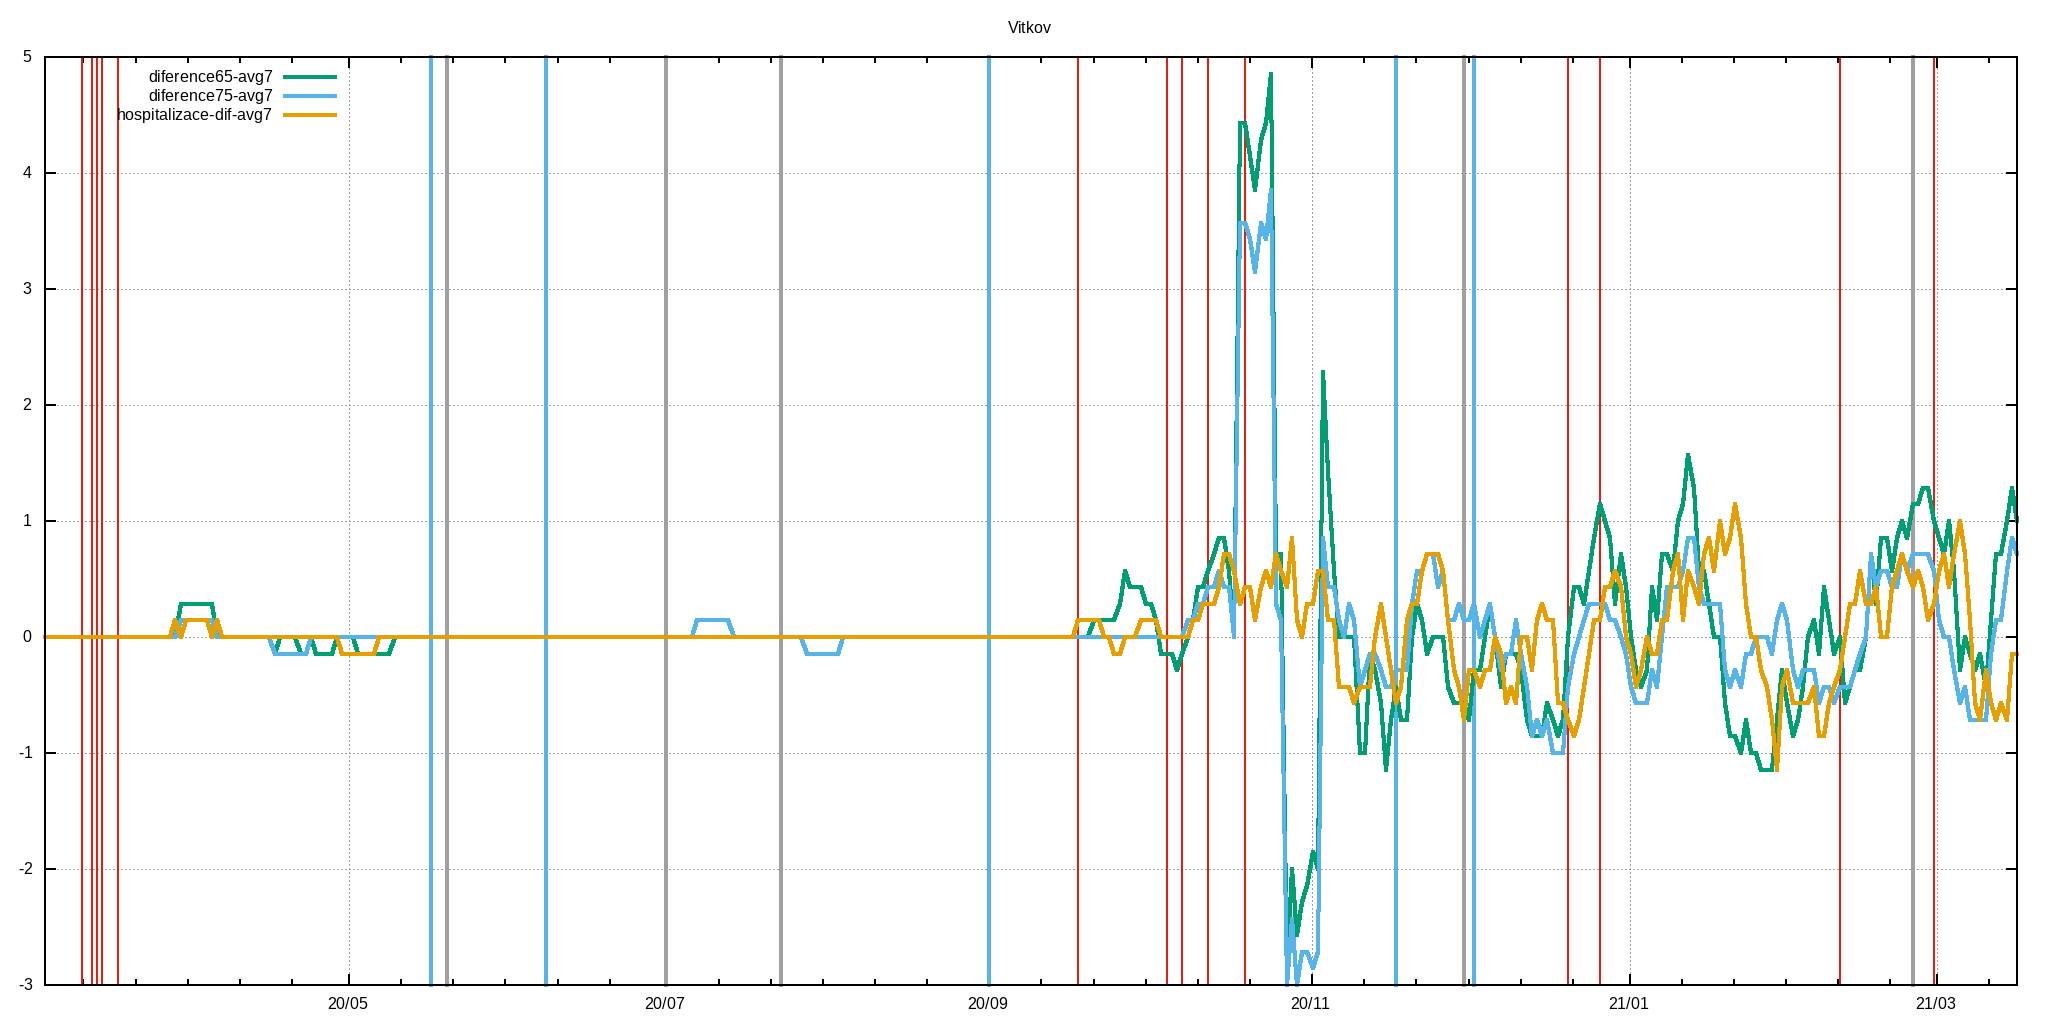 Vitkov
diference65-avg7
diference75-avg7
hospitalizace-dif-avg7
5
4
3
2
1
0
-1
-2
-3
20/05 20/07 20/09 20/11 21/01 21/03